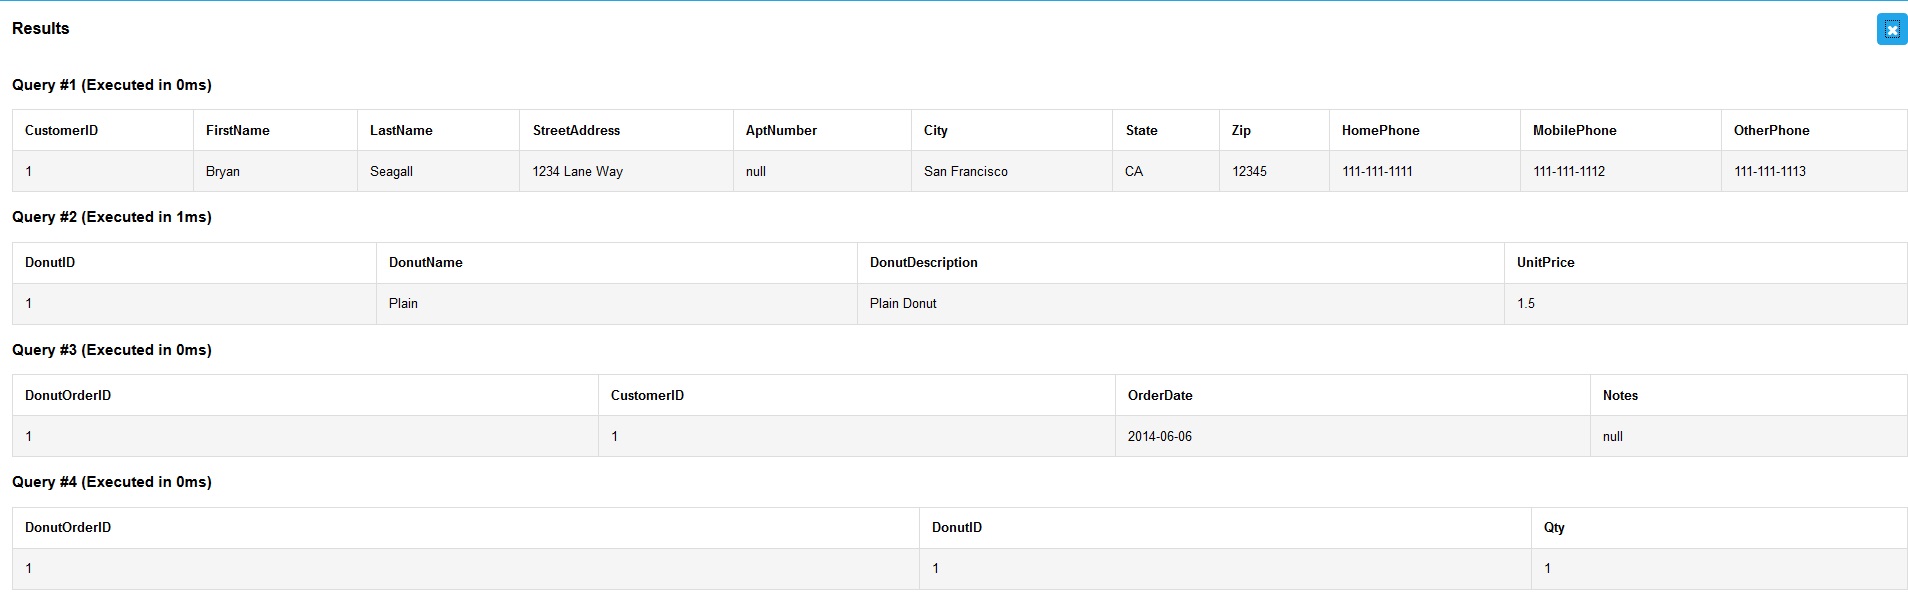 Results
Query #1 (Executed in 0ms)
CustomerID FirstName LastName StreetAddress AptNumber City State Zip HomePhone MobilePhone OtherPhone
1 Bryan Seagall 1234 Lane Way null San Francisco CA 12345 111-111-1111 111-111-1112 111-111-1113
Query #2 (Executed in 1ms)
DonutID DonutName DonutDescription UnitPrice
1 Plain Plain Donut 1.5
Query #3 (Executed in 0ms)
DonutOrderID CustomerID OrderDate Notes
1 1 2014-06-06 null
Query #4 (Executed in 0ms)
DonutOrderID DonutID Qty
1 1 1